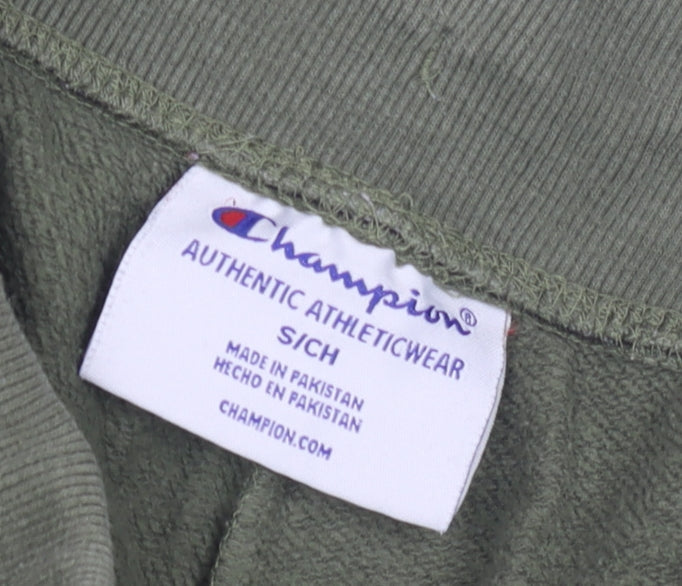 Champion®
AUTHENTIC ATHLETICWEAR
S/CH
MADE IN PAKISTAN
HECHO EN PAKISTAN
CHAMPION.COM